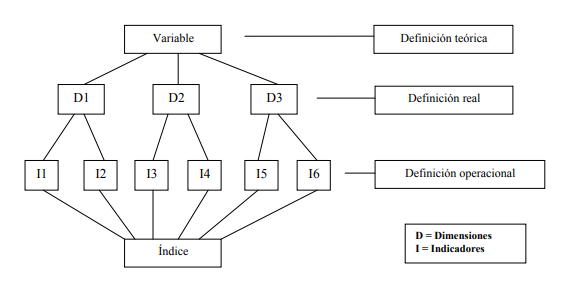 Variable
Definición teórica
D1
D2
D3
Definición real
I1
I2
I3
I4
I5
I6
Definición operacional
Índice
D = Dimensiones
I = Indicadores